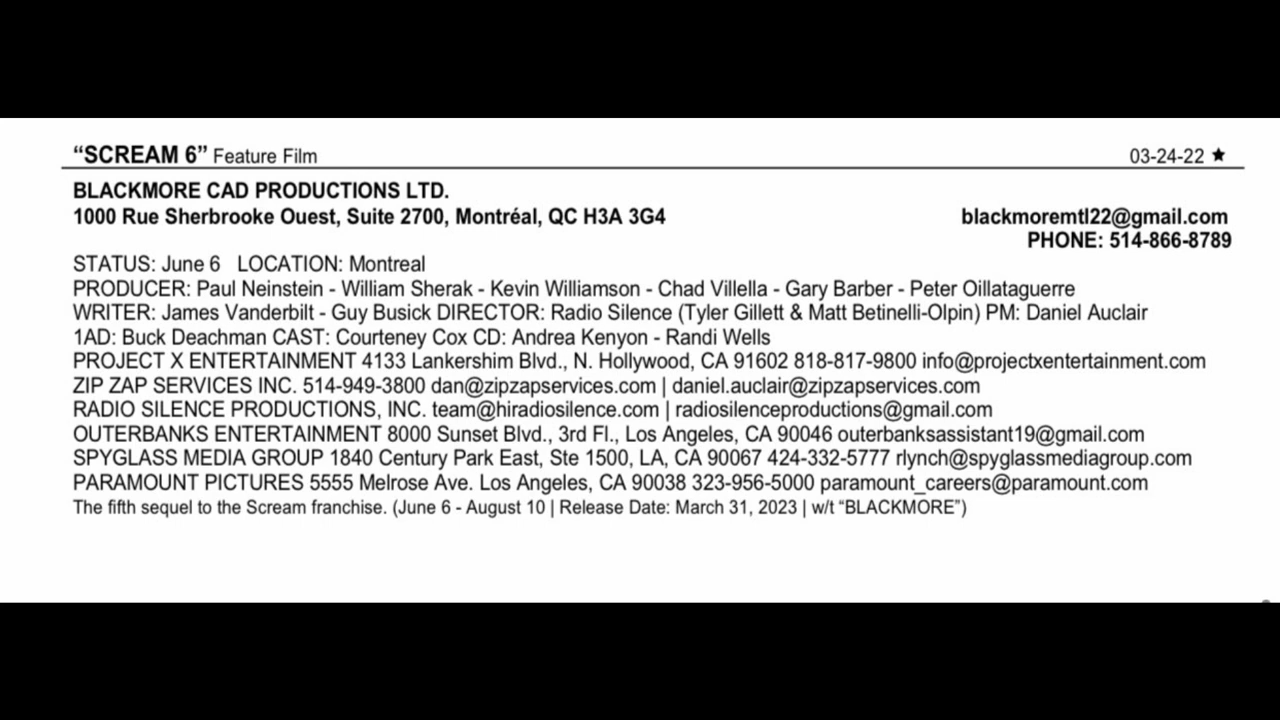 “SCREAM 6” Feature Film 03-24-22 ★
BLACKMORE CAD PRODUCTIONS LTD.
1000 Rue Sherbrooke Ouest, Suite 2700, Montréal, QC H3A 3G4 blackmoremtl22@gmail.com
PHONE: 514-866-8789
STATUS: June 6 LOCATION: Montreal
PRODUCER: Paul Neinstein - William Sherak - Kevin Williamson - Chad Villella - Gary Barber - Peter Oillataguerre
WRITER: James Vanderbilt - Guy Busick DIRECTOR: Radio Silence (Tyler Gillett & Matt Betinelli-Olpin) PM: Daniel Auclair
1AD: Buck Deachman CAST: Courteney Cox CD: Andrea Kenyon - Randi Wells
PROJECT X ENTERTAINMENT 4133 Lankershim Blvd., N. Hollywood, CA 91602 818-817-9800 info@projectxentertainment.com
ZIP ZAP SERVICES INC. 514-949-3800 dan@zipzapservices.com | daniel.auclair@zipzapservices.com
RADIO SILENCE PRODUCTIONS, INC. team@hiradiosilence.com | radiosilenceproductions@gmail.com
OUTERBANKS ENTERTAINMENT 8000 Sunset Blvd., 3rd Fl., Los Angeles, CA 90046 outerbanksassistant19@gmail.com
SPYGLASS MEDIA GROUP 1840 Century Park East, Ste 1500, LA, CA 90067 424-332-5777 rlynch@spyglassmediagroup.com
PARAMOUNT PICTURES 5555 Melrose Ave. Los Angeles, CA 90038 323-956-5000 paramount_careers@paramount.com
The fifth sequel to the Scream franchise. (June 6 - August 10 | Release Date: March 31, 2023 | w/t “BLACKMORE”)